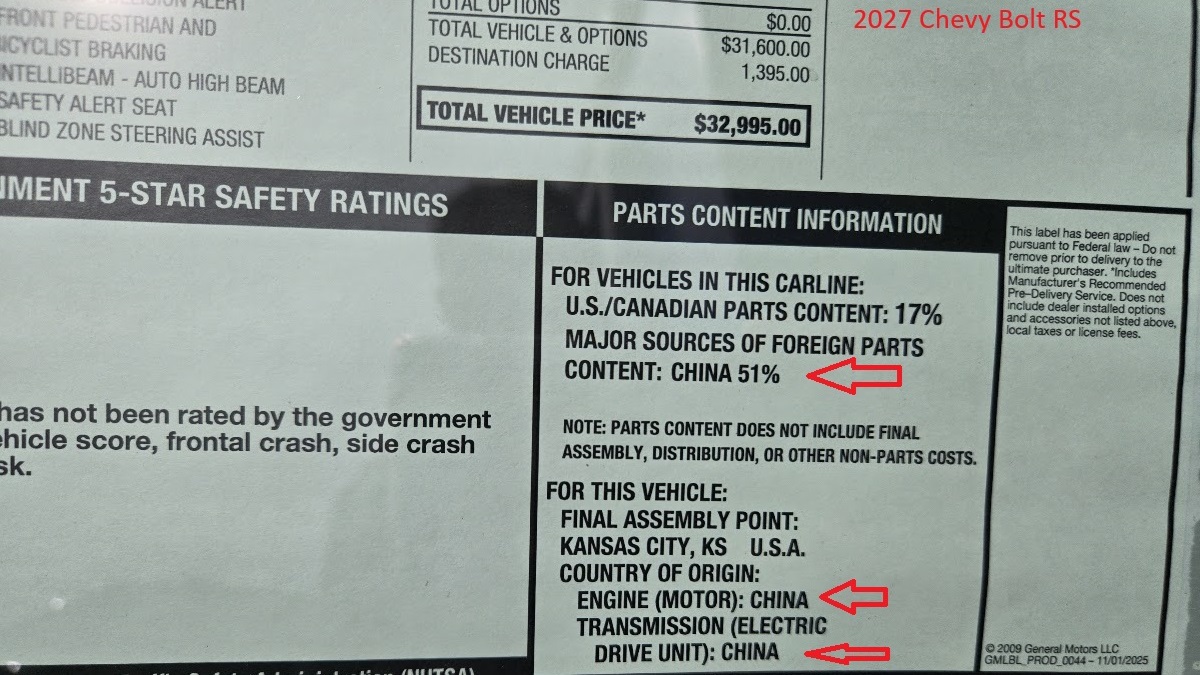 ALERT
FRONT PEDESTRIAN AND
BICYCLIST BRAKING
INTELLIBEAM - AUTO HIGH BEAM
SAFETY ALERT SEAT
BLIND ZONE STEERING ASSIST
TOTAL OPTIONS $0.00
TOTAL VEHICLE & OPTIONS $31,600.00
DESTINATION CHARGE 1,395.00
TOTAL VEHICLE PRICE* $32,995.00
2027 Chevy Bolt RS
NMENT 5-STAR SAFETY RATINGS
has not been rated by the government
ehicle score, frontal crash, side crash
sk.
PARTS CONTENT INFORMATION
FOR VEHICLES IN THIS CARLINE:
U.S./CANADIAN PARTS CONTENT: 17%
MAJOR SOURCES OF FOREIGN PARTS
CONTENT: CHINA 51%
NOTE: PARTS CONTENT DOES NOT INCLUDE FINAL
ASSEMBLY, DISTRIBUTION, OR OTHER NON-PARTS COSTS.
FOR THIS VEHICLE:
FINAL ASSEMBLY POINT:
KANSAS CITY, KS U.S.A.
COUNTRY OF ORIGIN:
ENGINE (MOTOR): CHINA
TRANSMISSION (ELECTRIC
DRIVE UNIT): CHINA
This label has been applied
pursuant to Federal law – Do not
remove prior to delivery to the
ultimate purchaser. *Includes
Manufacturer's Recommended
Pre–Delivery Service. Does not
include dealer installed options
and accessories not listed above,
local taxes or license fees.
© 2009 General Motors LLC
GMLBL_PROD_0044 – 11/01/2025